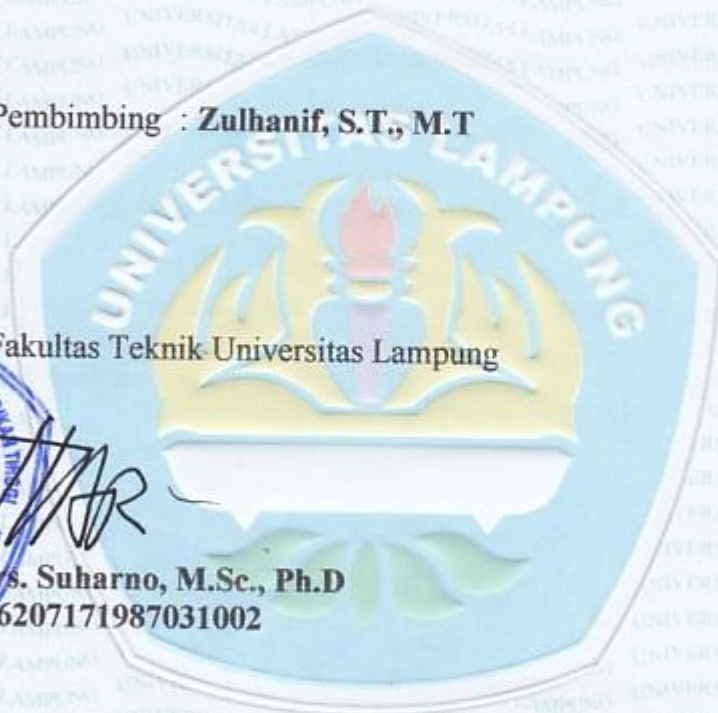 Pembimbing : Zulhanif, S.T., M.T
UNIVERSITAS LAMPUNG
Fakultas Teknik Universitas Lampung
s. Suharno, M.Sc., Ph.D
6207171987031002